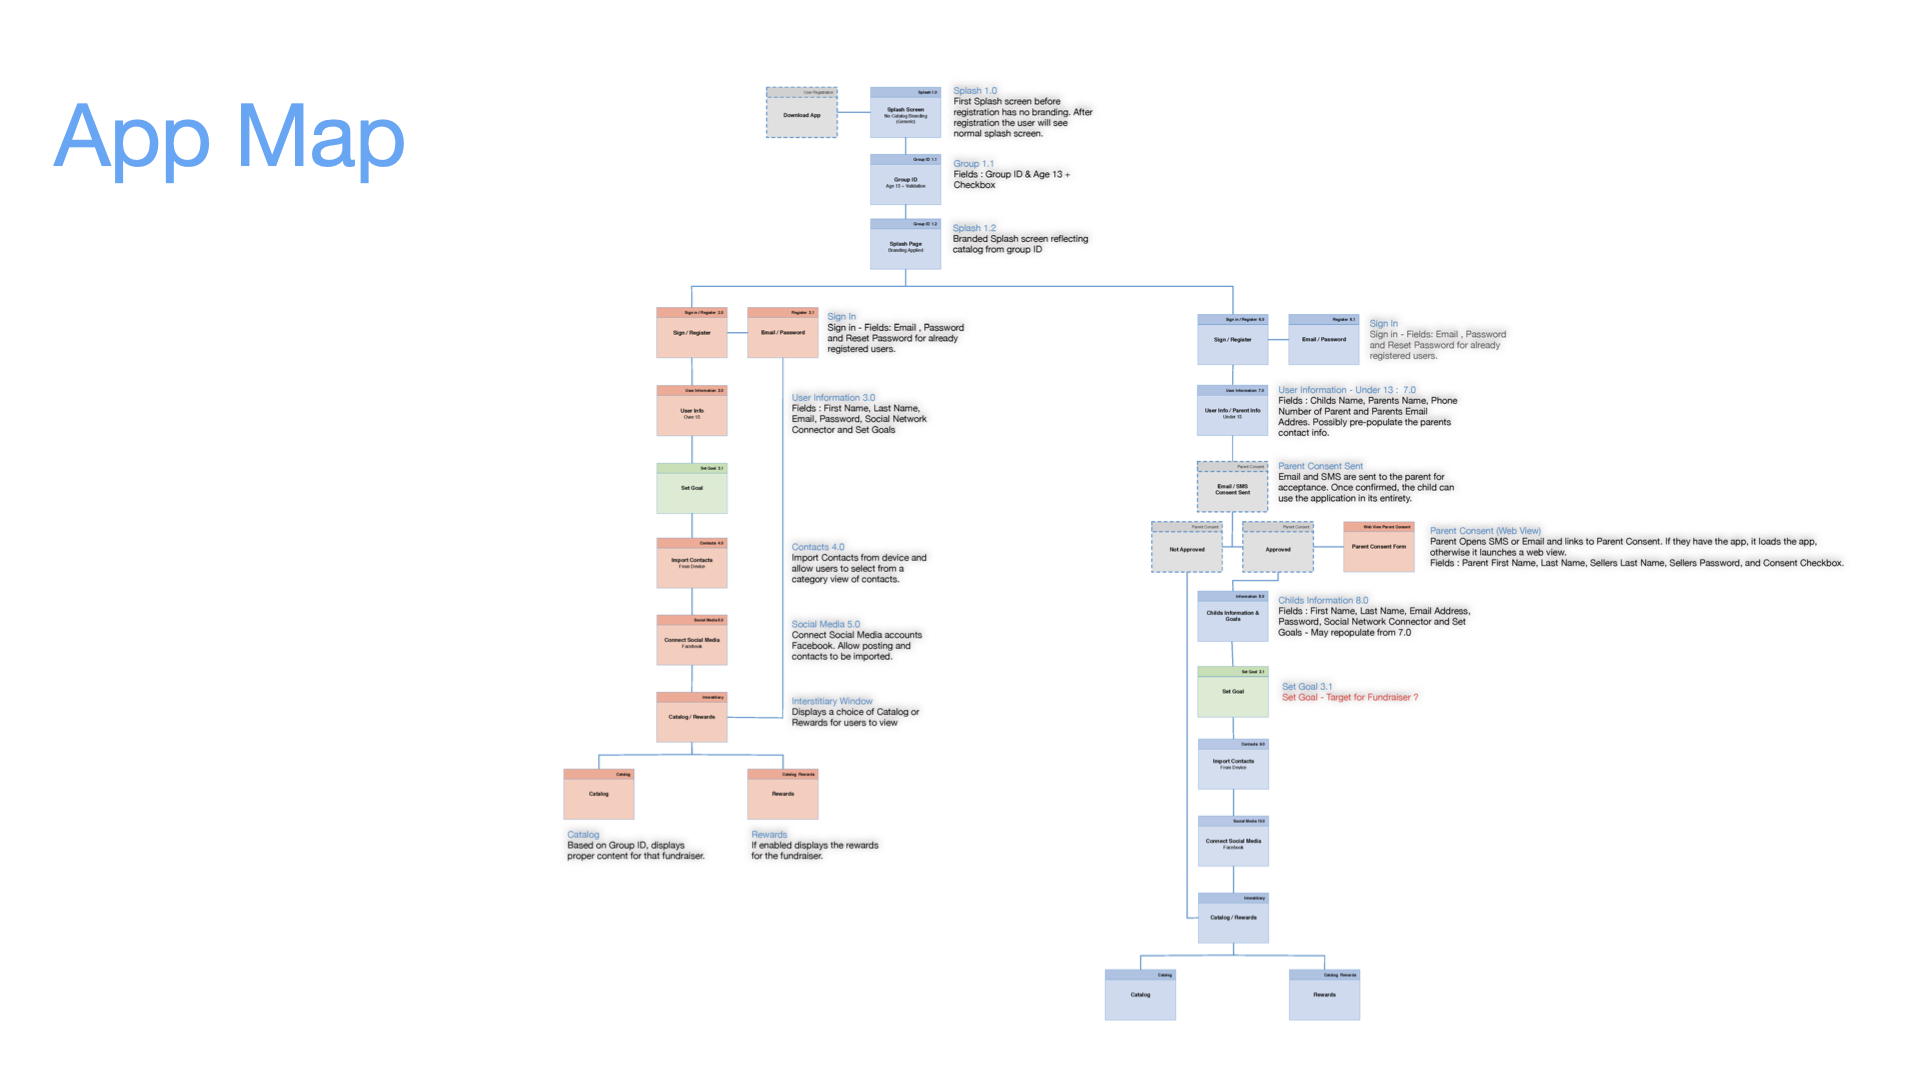 App Map
User Registration
Download App
Splash 1.0
Splash Screen
No Catalog Branding
(Generic)
Splash 1.0
First Splash screen before
registration has no branding. After
registration the user will see
normal splash screen.
Group ID 1.1
Group ID
Age 13 + Validation
Group 1.1
Fields : Group ID & Age 13 +
Checkbox
Group ID 1.2
Splash Page
Branding Applied
Splash 1.2
Branded Splash screen reflecting
catalog from group ID
Sign in / Register 2.0
Sign / Register
Register 2.1
Email / Password
Sign In
Sign in - Fields: Email , Password
and Reset Password for already
registered users.
User Information 3.0
User Info
Over 13
User Information 3.0
Fields : First Name, Last Name,
Email, Password, Social Network
Connector and Set Goals
Set Goal 3.1
Set Goal
Contacts 4.0
Import Contacts
From Device
Contacts 4.0
Import Contacts from device and
allow users to select from a
category view of contacts.
Social Media 5.0
Connect Social Media
Facebook
Social Media 5.0
Connect Social Media accounts
Facebook. Allow posting and
contacts to be imported.
Interstitiary
Catalog / Rewards
Interstitiary Window
Displays a choice of Catalog or
Rewards for users to view
Catalog
Catalog
Catalog Rewards
Rewards
Catalog
Based on Group ID, displays
proper content for that fundraiser.
Rewards
If enabled displays the rewards
for the fundraiser.
Sign in / Register 6.0
Sign / Register
Register 6.1
Email / Password
Sign In
Sign in - Fields: Email , Password
and Reset Password for already
registered users.
User Information 7.0
User Info / Parent Info
Under 13
User Information - Under 13 : 7.0
Fields : Childs Name, Parents Name, Phone
Number of Parent and Parents Email
Addres. Possibly pre-populate the parents
contact info.
Parent Consent
Email / SMS
Consent Sent
Parent Consent Sent
Email and SMS are sent to the parent for
acceptance. Once confirmed, the child can
use the application in its entirety.
Parent Consent
Not Approved
Parent Consent
Approved
Web View Parent Consent
Parent Consent Form
Parent Consent (Web View)
Parent Opens SMS or Email and links to Parent Consent. If they have the app, it loads the app,
otherwise it launches a web view.
Fields : Parent First Name, Last Name, Sellers Last Name, Sellers Password, and Consent Checkbox.
Information 8.0
Childs Information &
Goals
Childs Information 8.0
Fields : First Name, Last Name, Email Address,
Password, Social Network Connector and Set
Goals - May repopulate from 7.0
Set Goal 3.1
Set Goal
Set Goal 3.1
Set Goal - Target for Fundraiser ?
Contacts 9.0
Import Contacts
From Device
Social Media 10.0
Connect Social Media
Facebook
Interstitiary
Catalog / Rewards
Catalog
Catalog
Catalog Rewards
Rewards